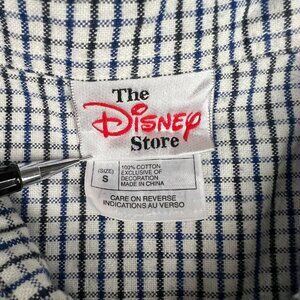 The
Disney
Store
(SIZE)
S
100% COTTON
EXCLUSIVE OF
DECORATION
MADE IN CHINA
CARE ON REVERSE
INDICATIONS AU VERSO